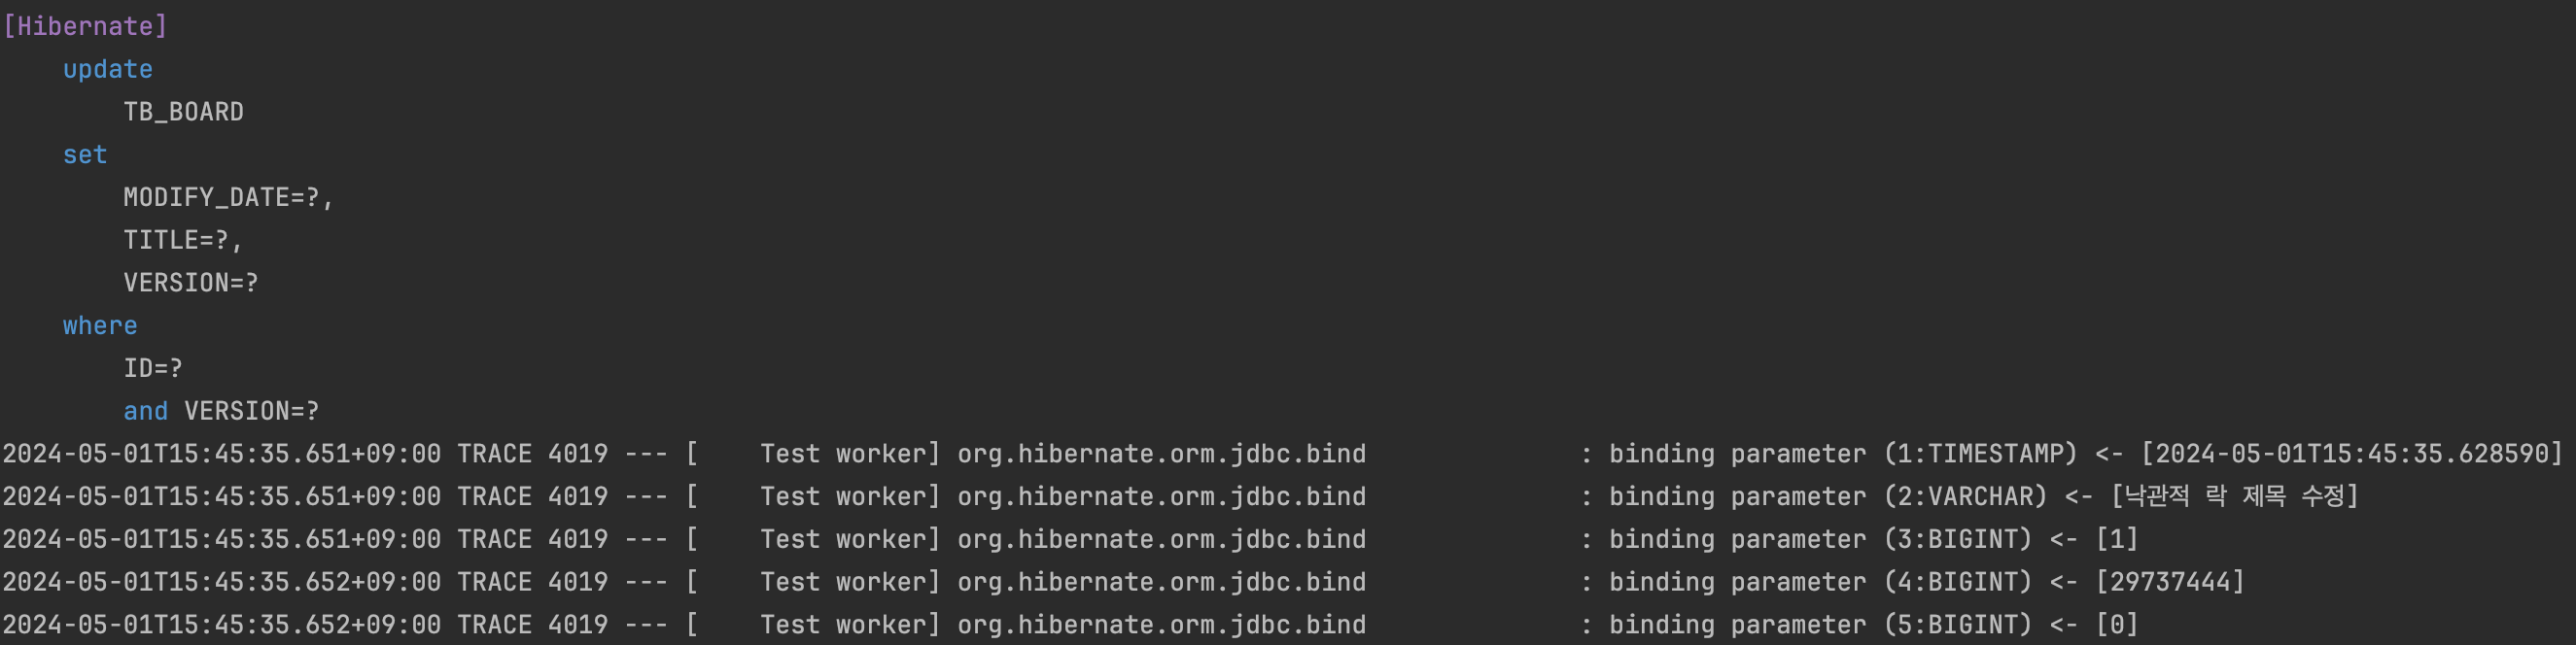 [Hibernate]
update
TB_BOARD
set
MODIFY_DATE=?,
TITLE=?,
VERSION=?
where
ID=?
and VERSION=?
2024-05-01T15:45:35.651+09:00 TRACE 4019 --- [    Test worker] org.hibernate.orm.jdbc.bind              : binding parameter (1:TIMESTAMP) <- [2024-05-01T15:45:35.628590]
2024-05-01T15:45:35.651+09:00 TRACE 4019 --- [    Test worker] org.hibernate.orm.jdbc.bind              : binding parameter (2:VARCHAR) <- [낙관적 락 제목 수정]
2024-05-01T15:45:35.651+09:00 TRACE 4019 --- [    Test worker] org.hibernate.orm.jdbc.bind              : binding parameter (3:BIGINT) <- [1]
2024-05-01T15:45:35.652+09:00 TRACE 4019 --- [    Test worker] org.hibernate.orm.jdbc.bind              : binding parameter (4:BIGINT) <- [29737444]
2024-05-01T15:45:35.652+09:00 TRACE 4019 --- [    Test worker] org.hibernate.orm.jdbc.bind              : binding parameter (5:BIGINT) <- [0]